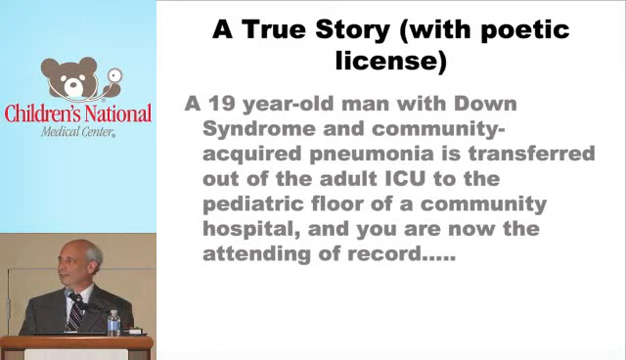 A True Story (with poetic
license)
Children's National
Medical Center®
A 19 year-old man with Down
Syndrome and community-
acquired pneumonia is transferred
out of the adult ICU to the
pediatric floor of a community
hospital, and you are now the
attending of record.....